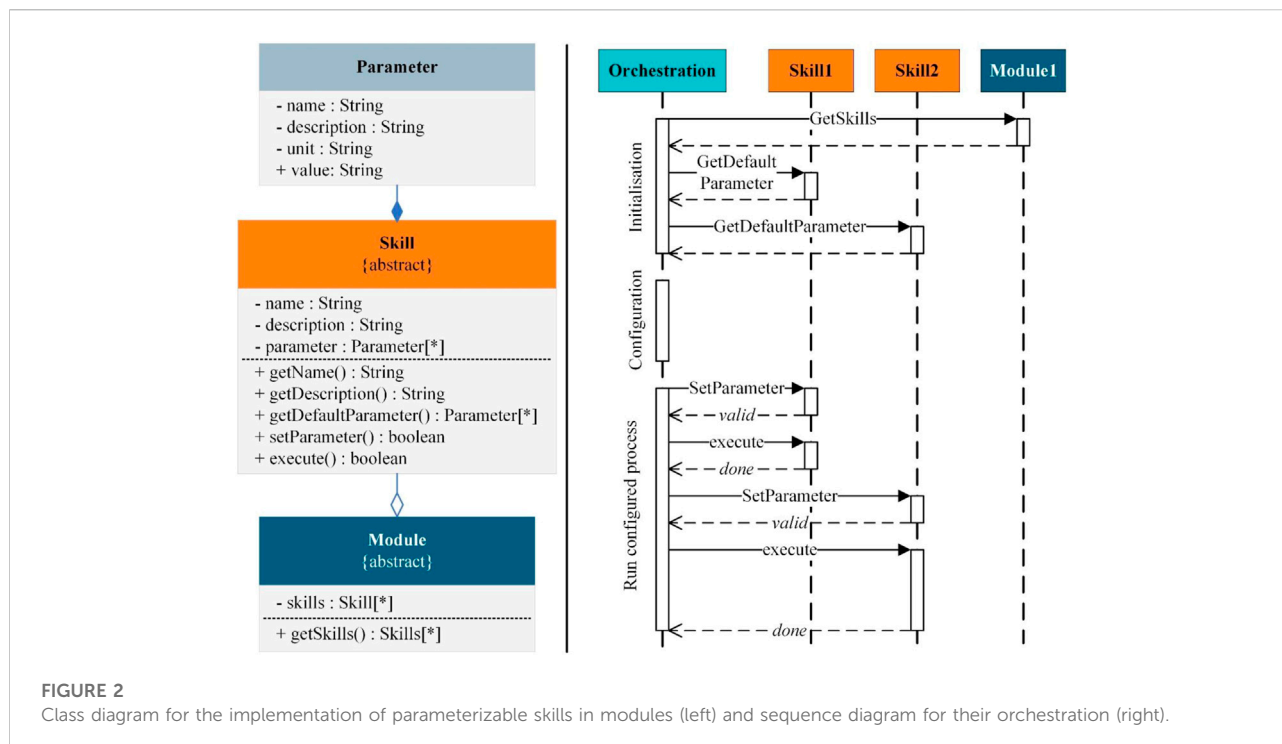 Parameter
- name : String
- description : String
- unit : String
+ value: String
Skill
{abstract}
- name : String
- description : String
- parameter : Parameter[*]
+ getName() : String
+ getDescription() : String
+ getDefaultParameter() : Parameter[*]
+ setParameter() : boolean
+ execute() : boolean
Module
{abstract}
- skills : Skill[*]
+ getSkills() : Skills[*]
Orchestration
Skill1
Skill2
Module1
Initialisation
GetSkills
GetDefault
Parameter
GetDefaultParameter
Configuration
Run configured process
SetParameter
valid
execute
done
SetParameter
valid
execute
done
FIGURE 2
Class diagram for the implementation of parameterizable skills in modules (left) and sequence diagram for their orchestration (right).